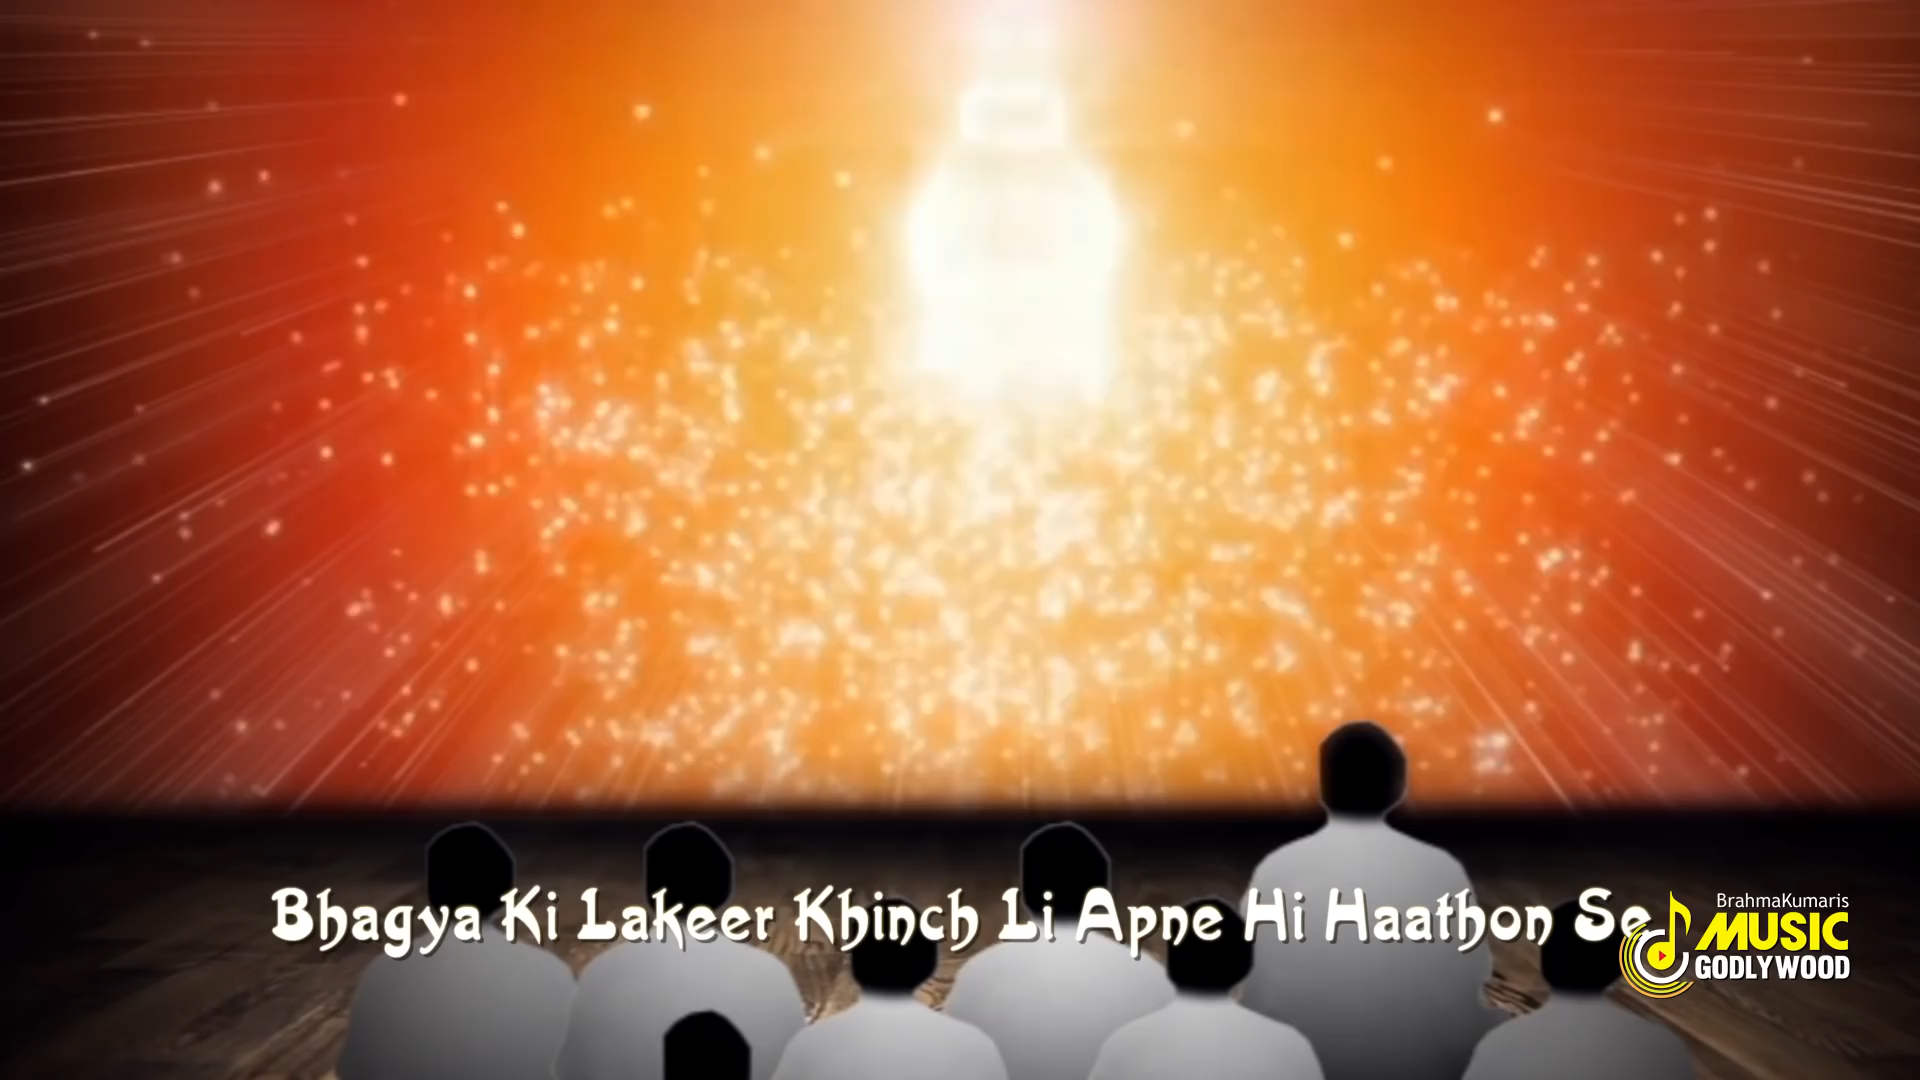 Bhagya Ki Lakeer Khinch Li Apne Hi Haathon Se
BrahmaKumaris
MUSIC
GODLYWOOD